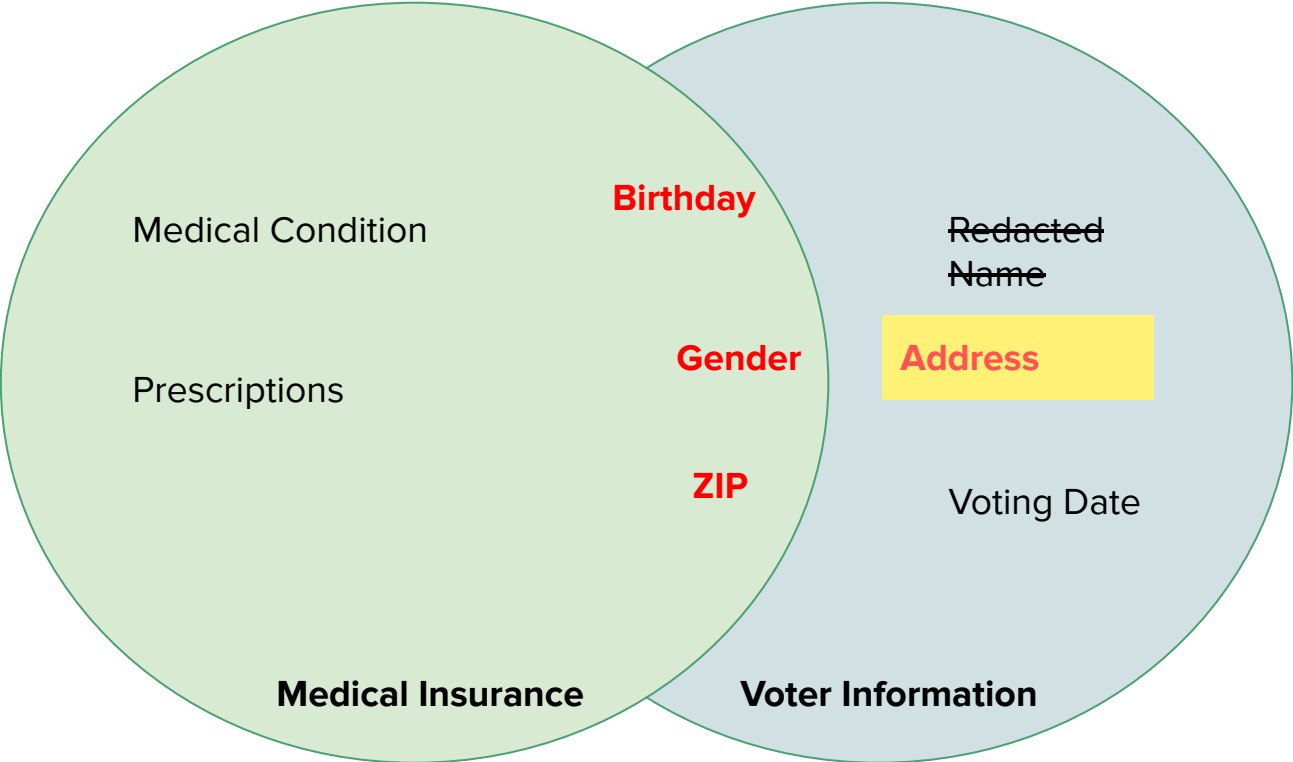 Birthday
Medical Condition
Redacted
Name
Gender
Address
Prescriptions
ZIP
Voting Date
Medical Insurance
Voter Information